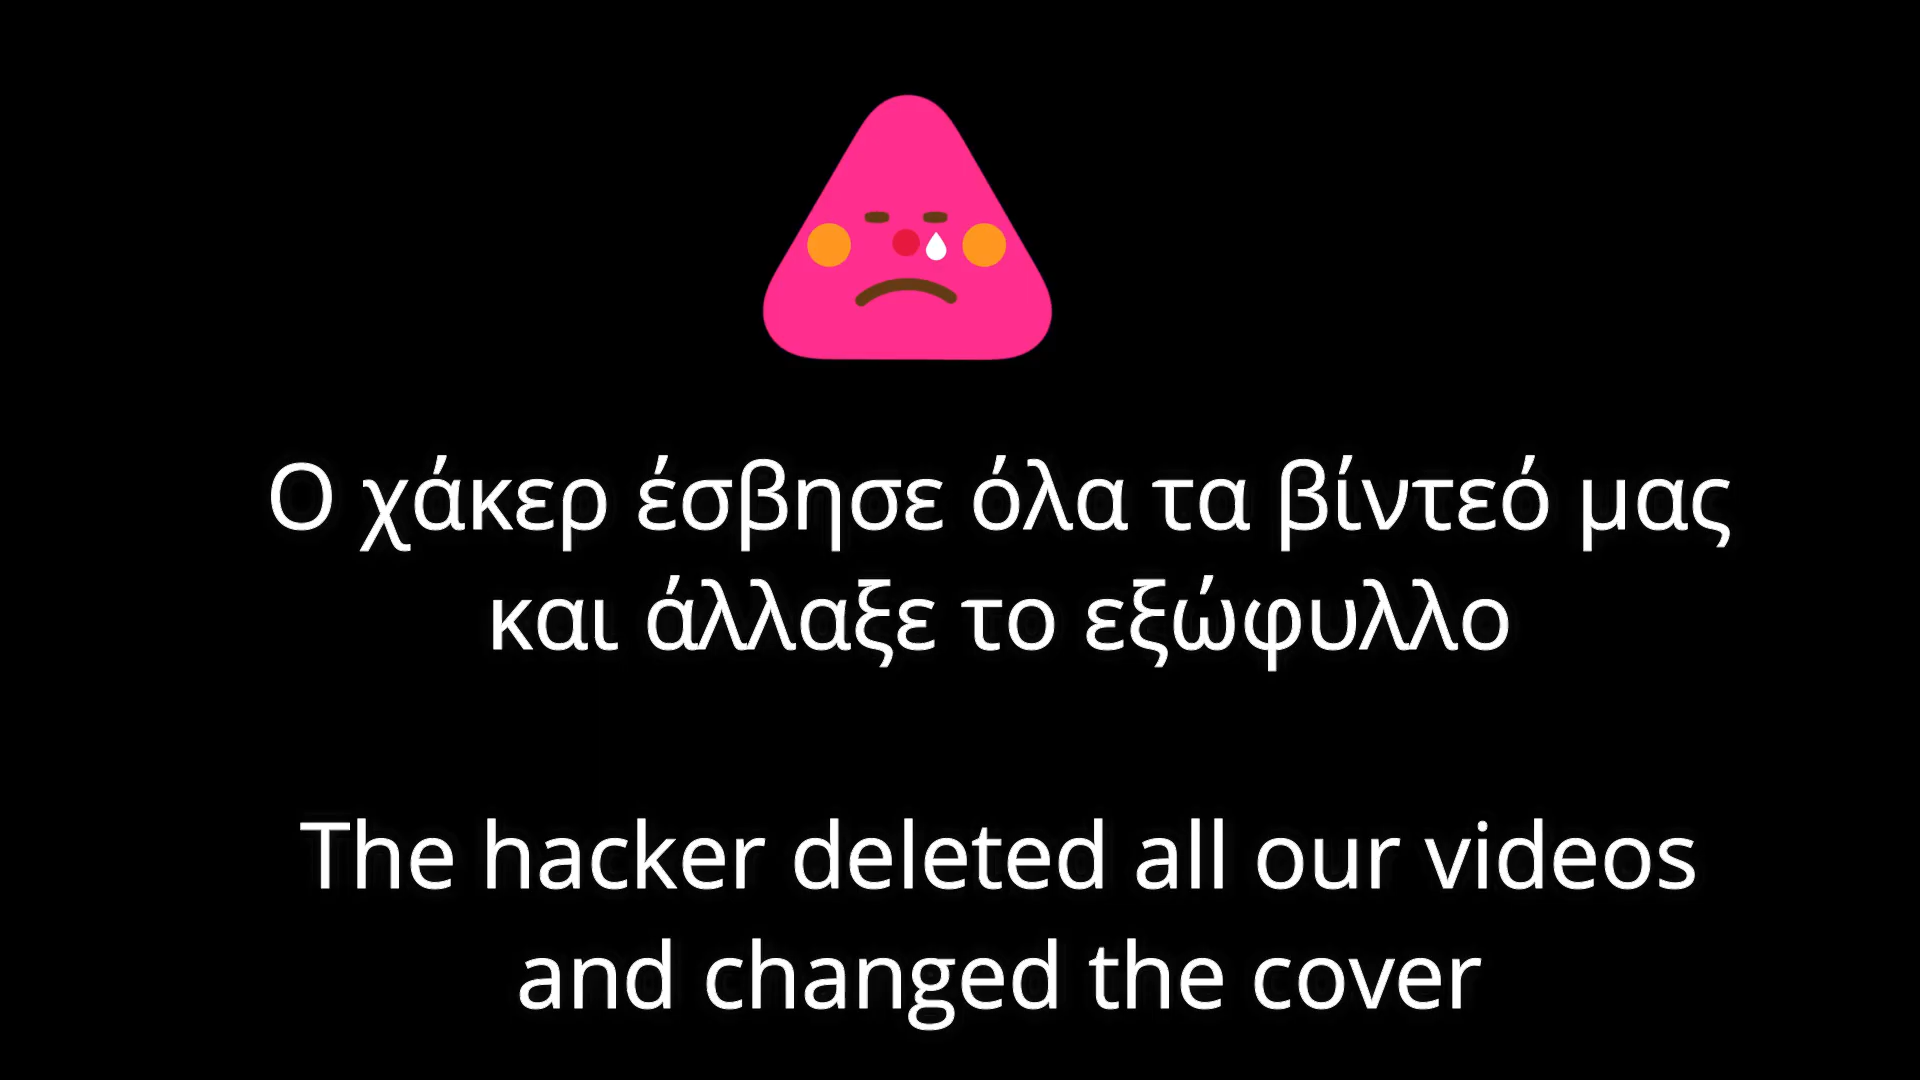 Ο χάκερ έσβησε όλα τα βίντεό μας
και άλλαξε το εξώφυλλο
The hacker deleted all our videos
and changed the cover